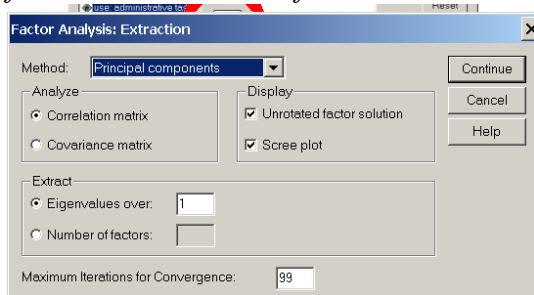 use administrative tas
Reset
Factor Analysis: Extraction
Method: Principal components
Continue
Analyze
Display
Cancel
Correlation matrix
Unrotated factor solution
Help
Covariance matrix
Scree plot
Extract
Eigenvalues over: 1
Number of factors:
Maximum Iterations for Convergence: 99